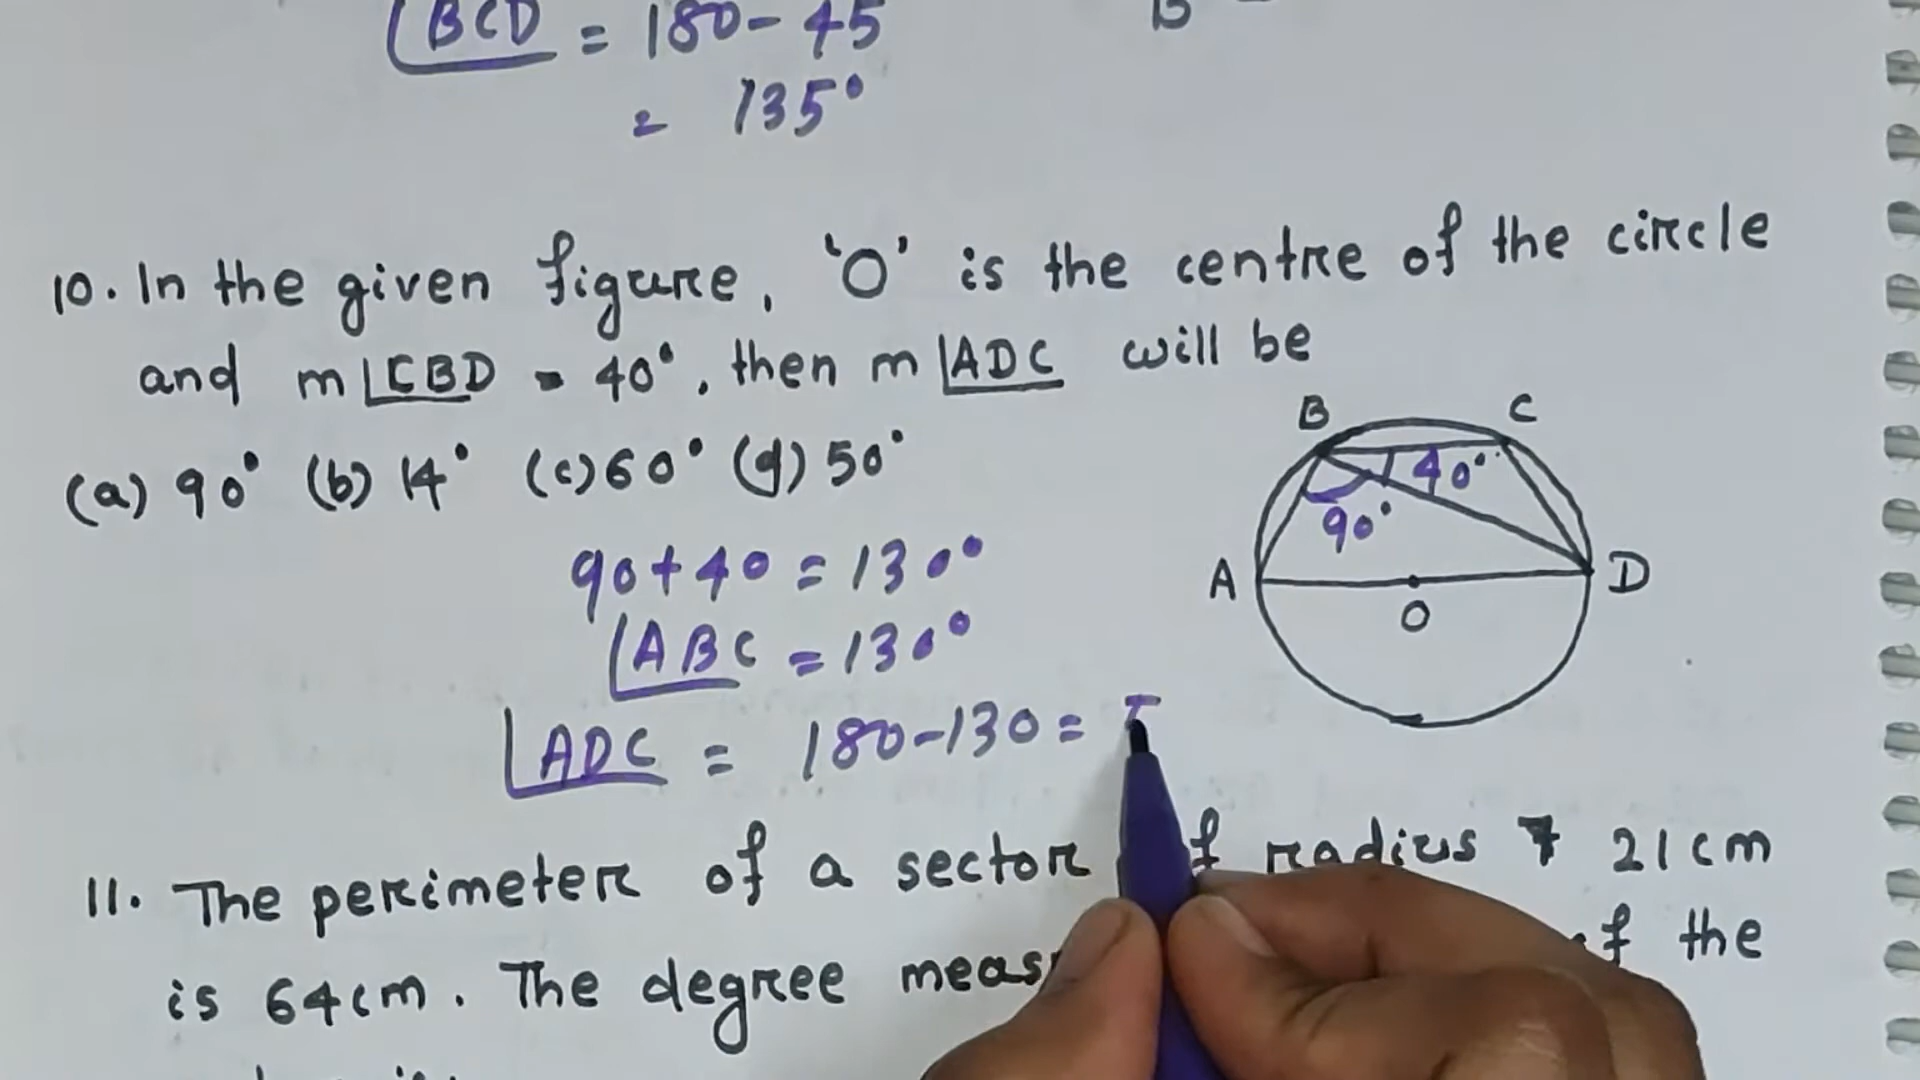 ∠BCD = 180 - 45
= 135°
10. In the given figure, 'O' is the centre of the circle
and m∠CBD = 40°, then m∠ADC will be
(a) 90° (b) 14° (c) 60° (d) 50°
B C
40°
90°
A D
O
90 + 40 = 130°
∠ABC = 130°
∠ADC = 180 - 130 =
11. The perimeter of a sector of radius 21 cm
is 64 cm. The degree of the